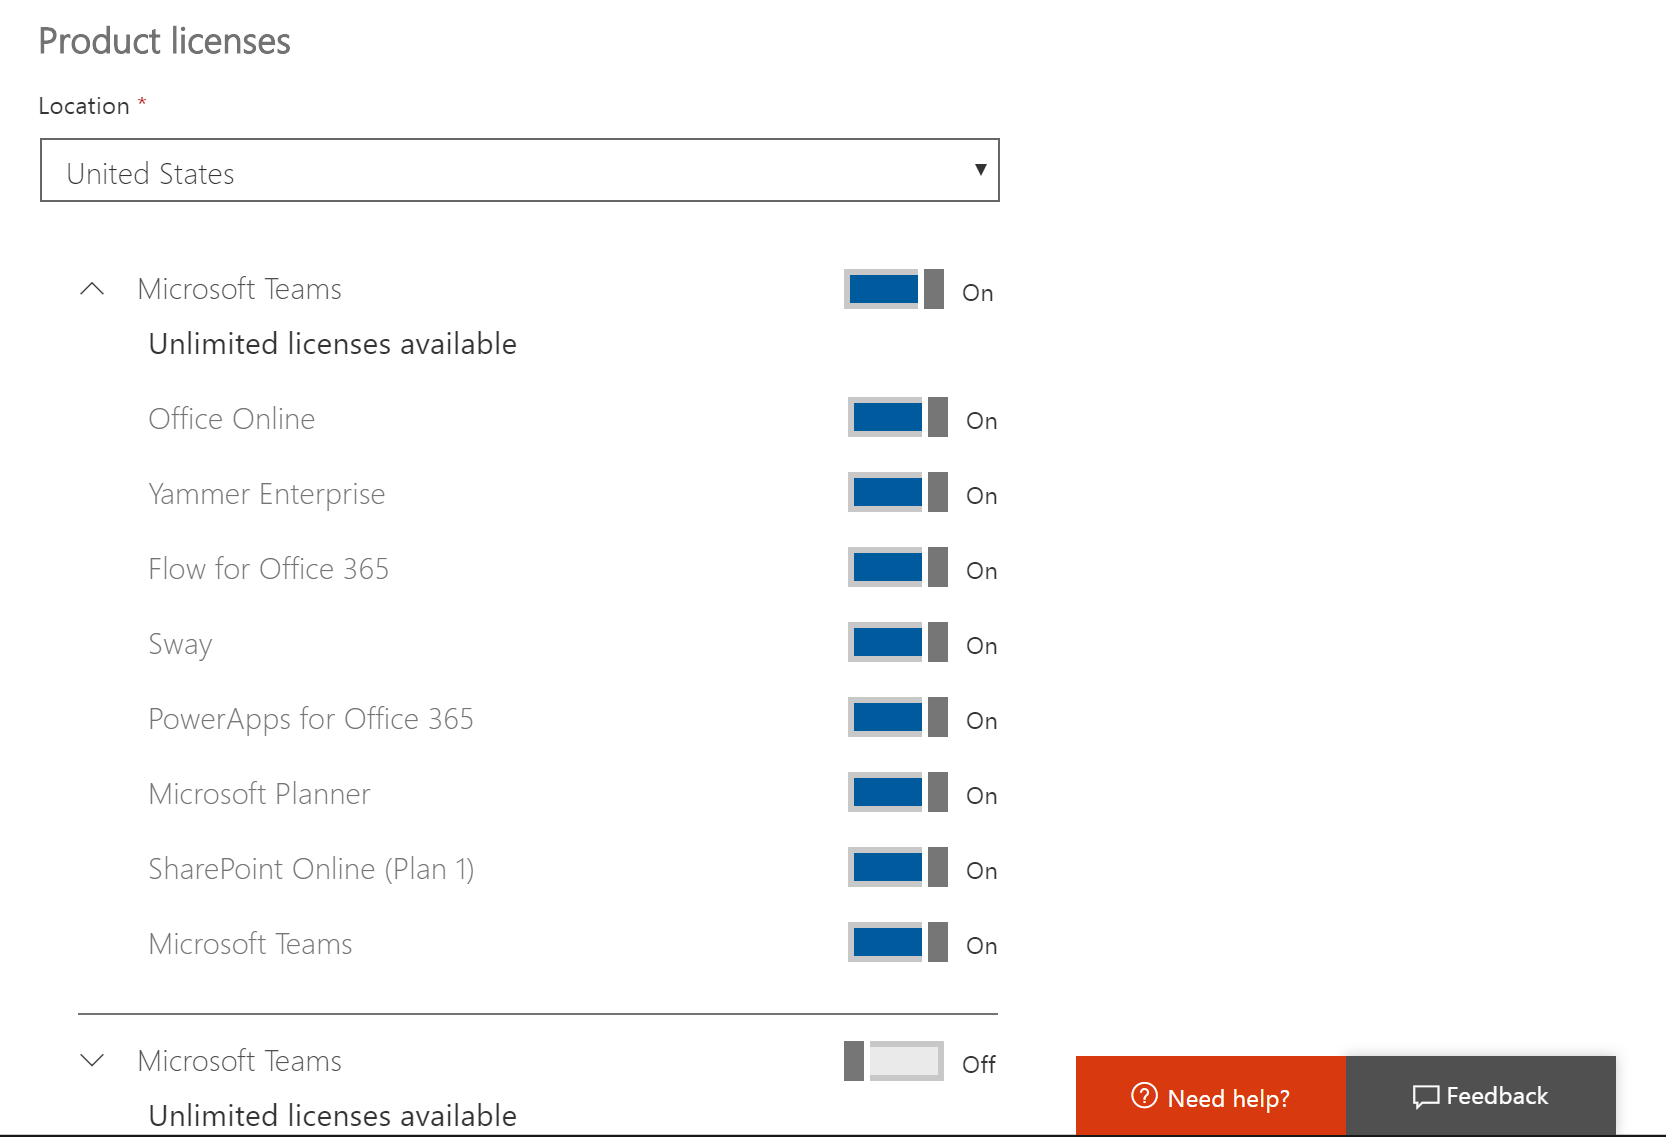 Product licenses
Location *
United States
Microsoft Teams On
Unlimited licenses available
Office Online On
Yammer Enterprise On
Flow for Office 365 On
Sway On
PowerApps for Office 365 On
Microsoft Planner On
SharePoint Online (Plan 1) On
Microsoft Teams On
Microsoft Teams Off
Unlimited licenses available
Need help?
Feedback